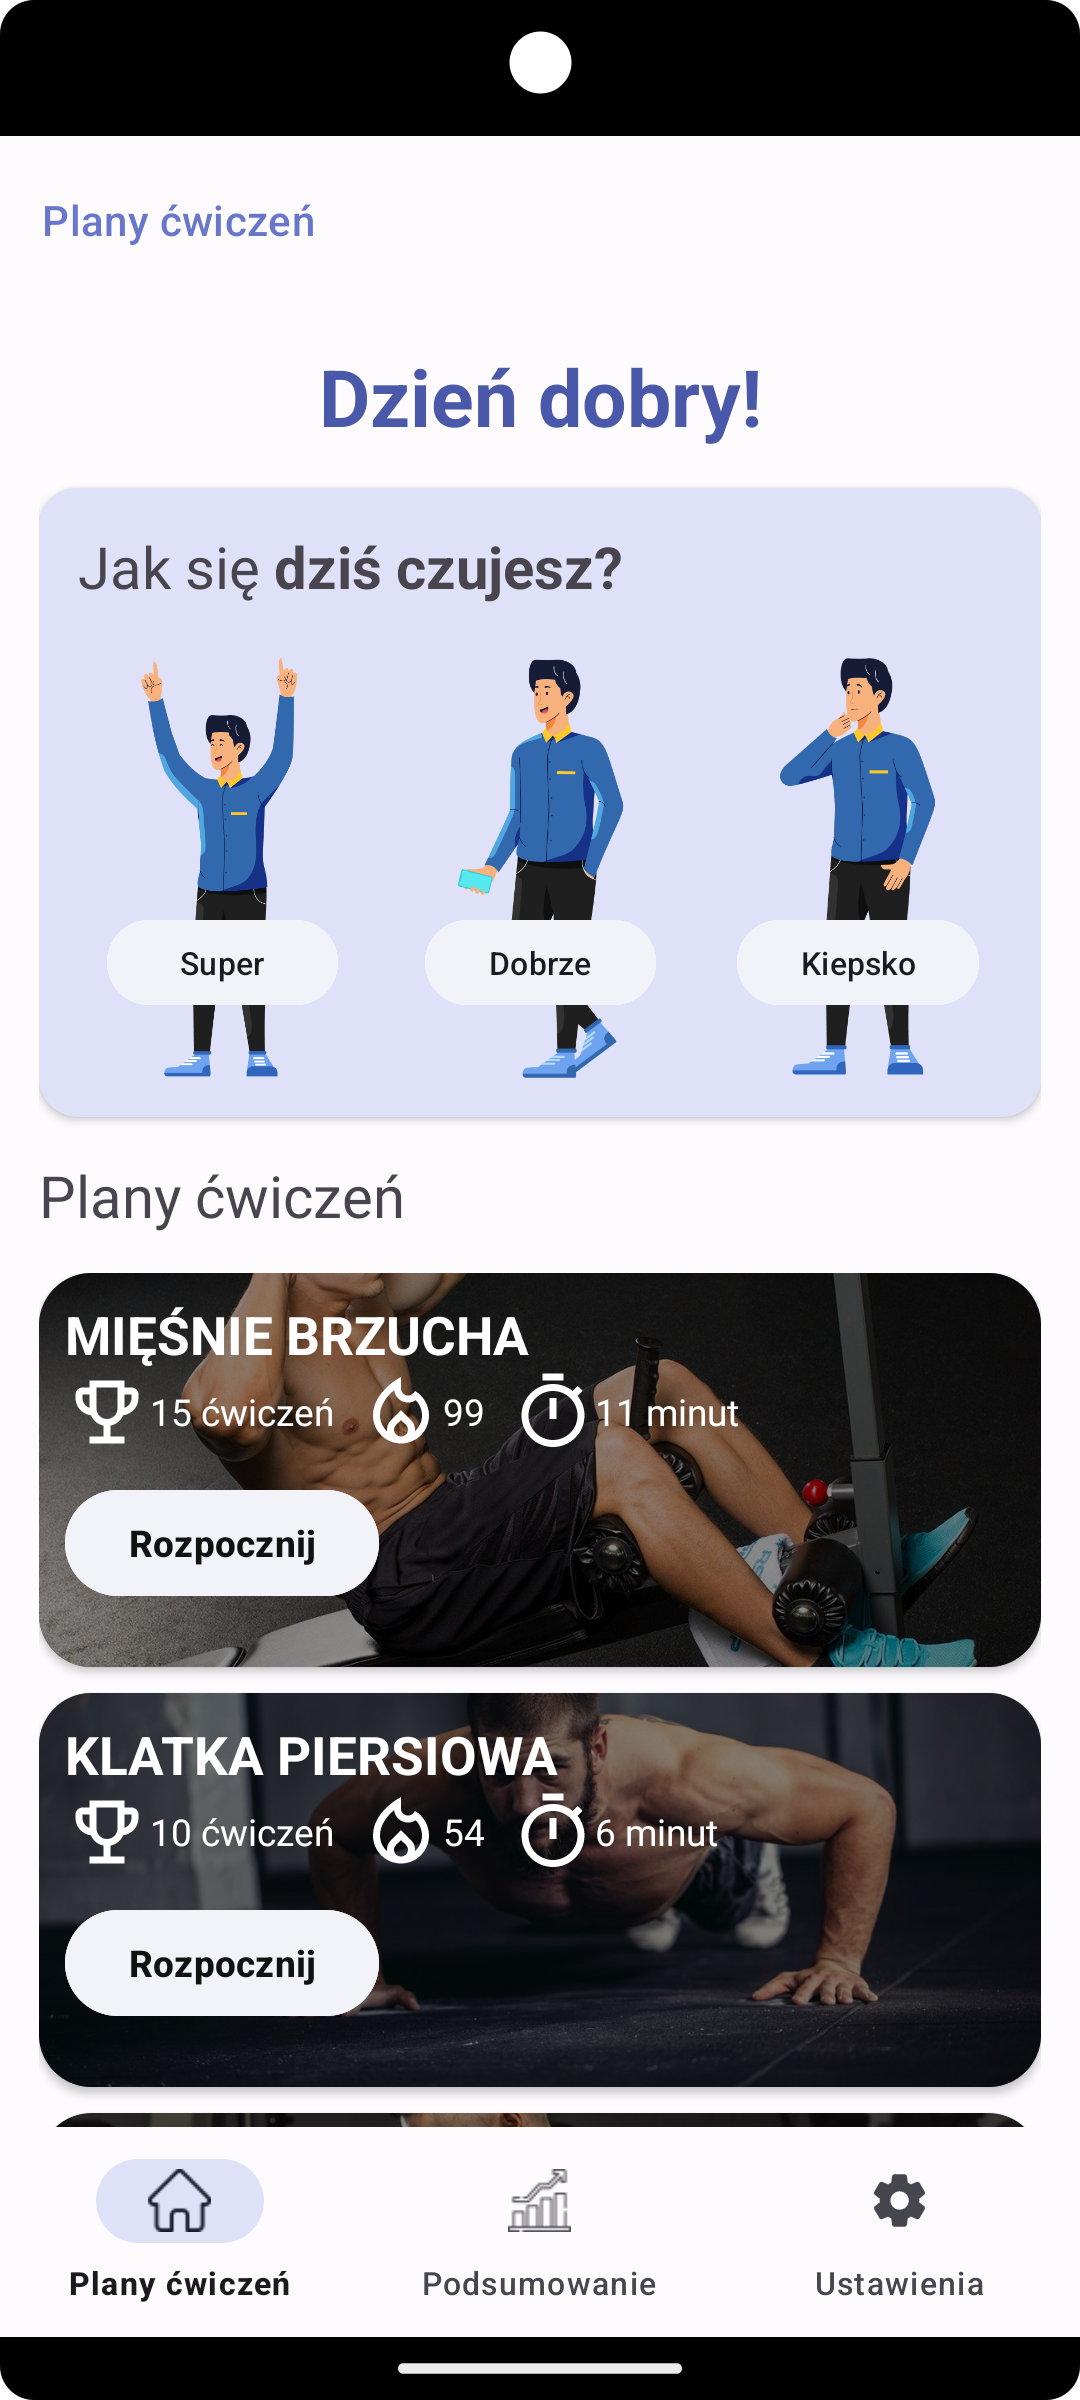 Plany ćwiczeń
Dzień dobry!
Jak się dziś czujesz?
Super
Dobrze
Kiepsko
Plany ćwiczeń
MIĘŚNIE BRZUCHA
15 ćwiczeń 99 11 minut
Rozpocznij
KLATKA PIERSIOWA
10 ćwiczeń 54 6 minut
Rozpocznij
Plany ćwiczeń
Podsumowanie
Ustawienia